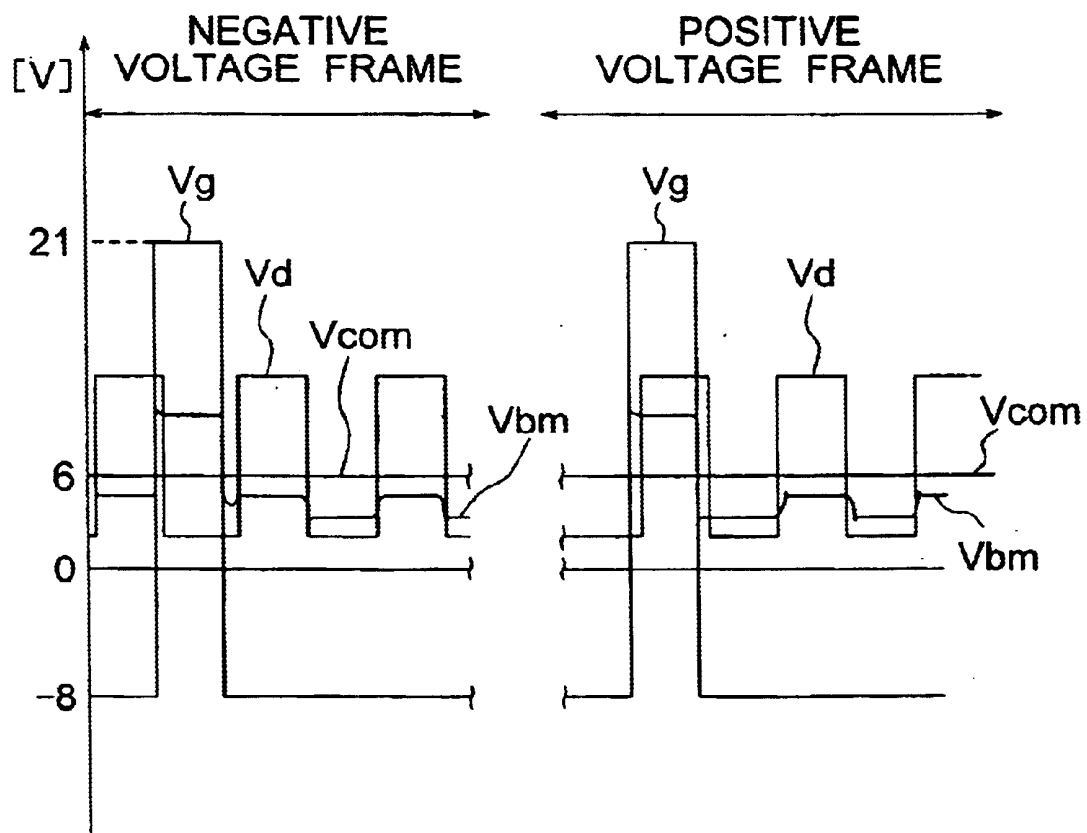 NEGATIVE
VOLTAGE FRAME
POSITIVE
VOLTAGE FRAME
[V]
Vg
Vg
21
Vd
Vd
Vcom
Vbm
Vcom
6
Vbm
0
−8